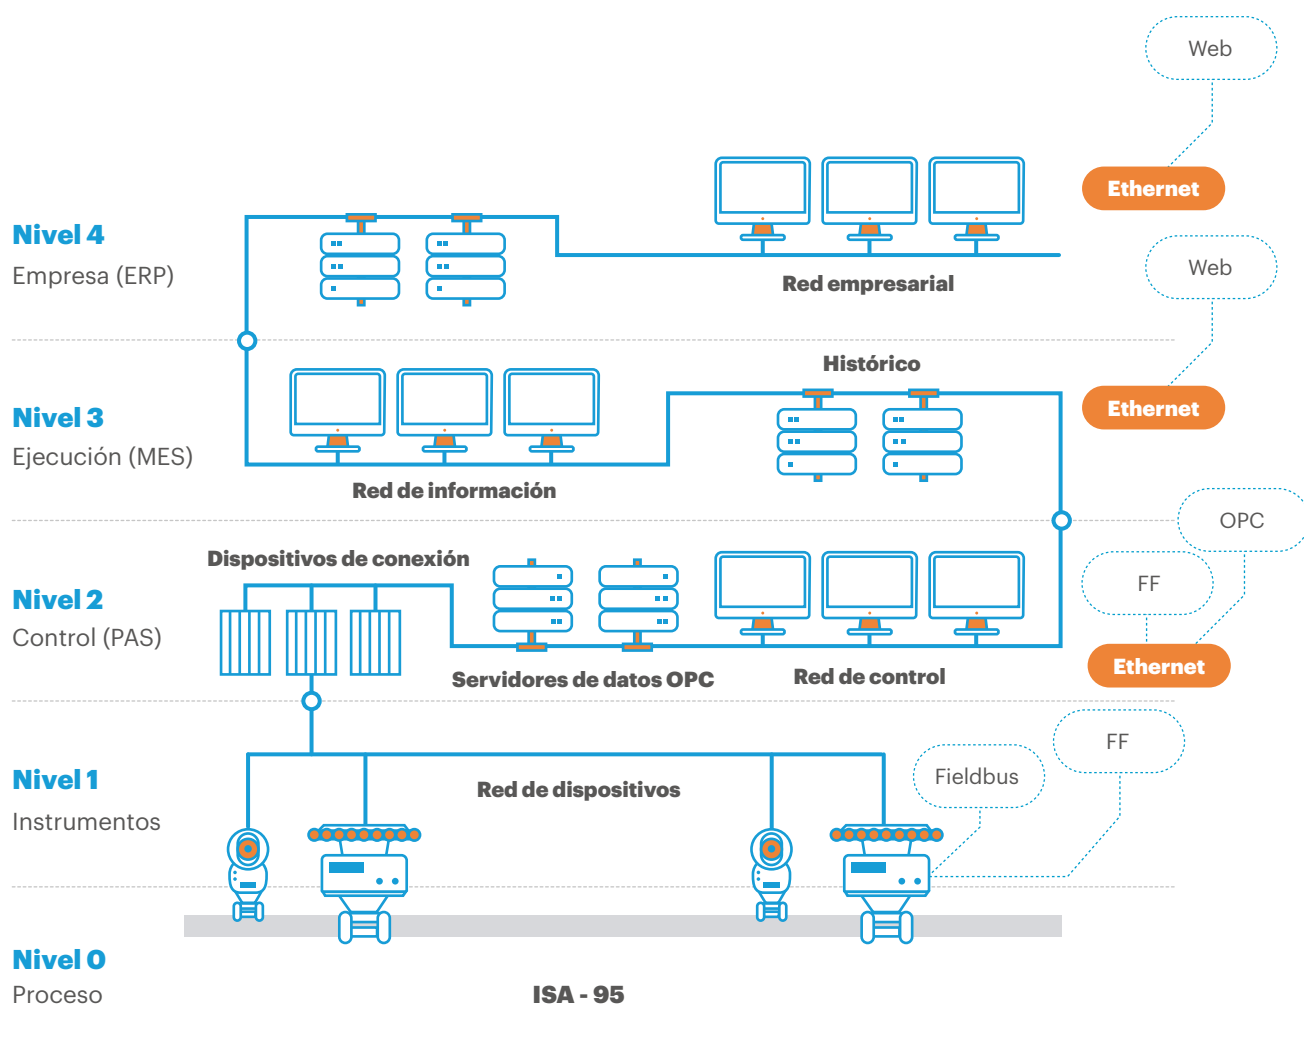 Web
Ethernet
Nivel 4
Empresa (ERP)
Red empresarial
Web
Histórico
Ethernet
Nivel 3
Ejecución (MES)
Red de información
OPC
Dispositivos de conexión
FF
Nivel 2
Control (PAS)
Ethernet
Servidores de datos OPC
Red de control
FF
Nivel 1
Fieldbus
Red de dispositivos
Instrumentos
Nivel 0
Proceso
ISA - 95